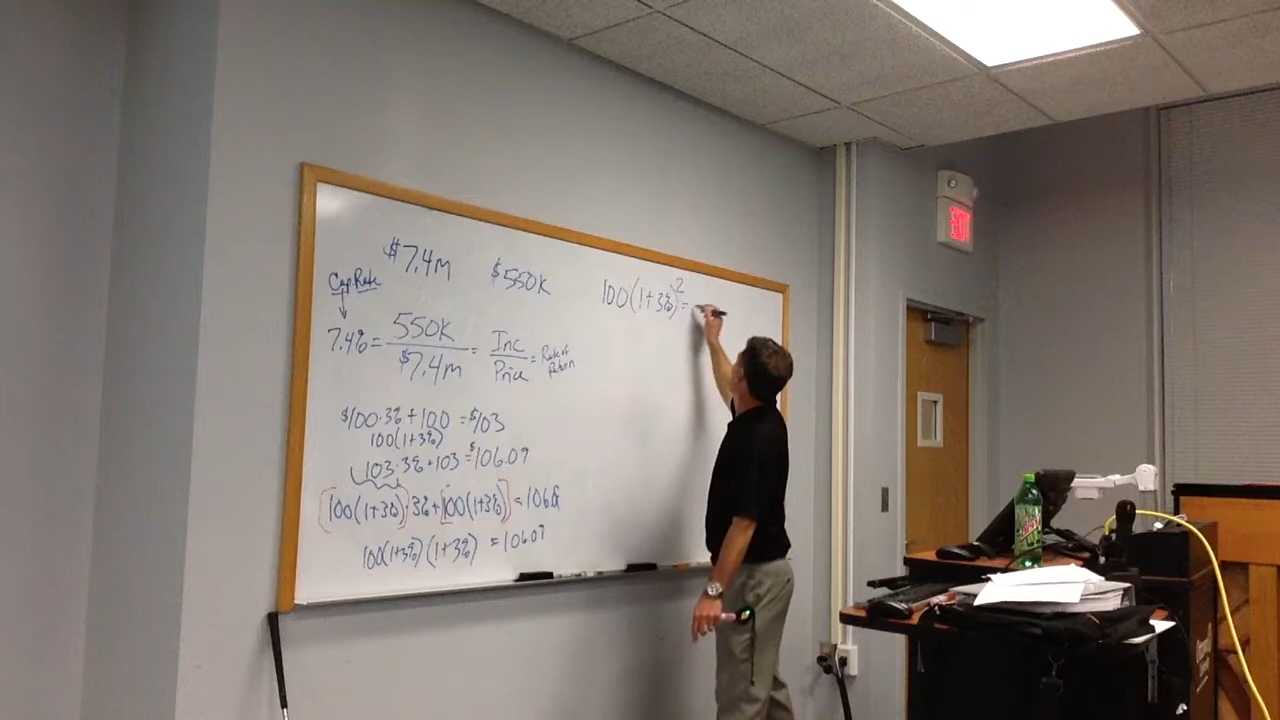 $7.4m $550K
Cap Rate
7.4% = 550K / $7.4m = Inc / Price = Rate of Return
$100·3% + 100 = $103
100(1+3%)
103·3% + 103 = $106.09
[100(1+3%)]·3% + [100(1+3%)] = 106.09
100(1+3%)(1+3%) = 106.09
100(1+3%)² =
EXIT